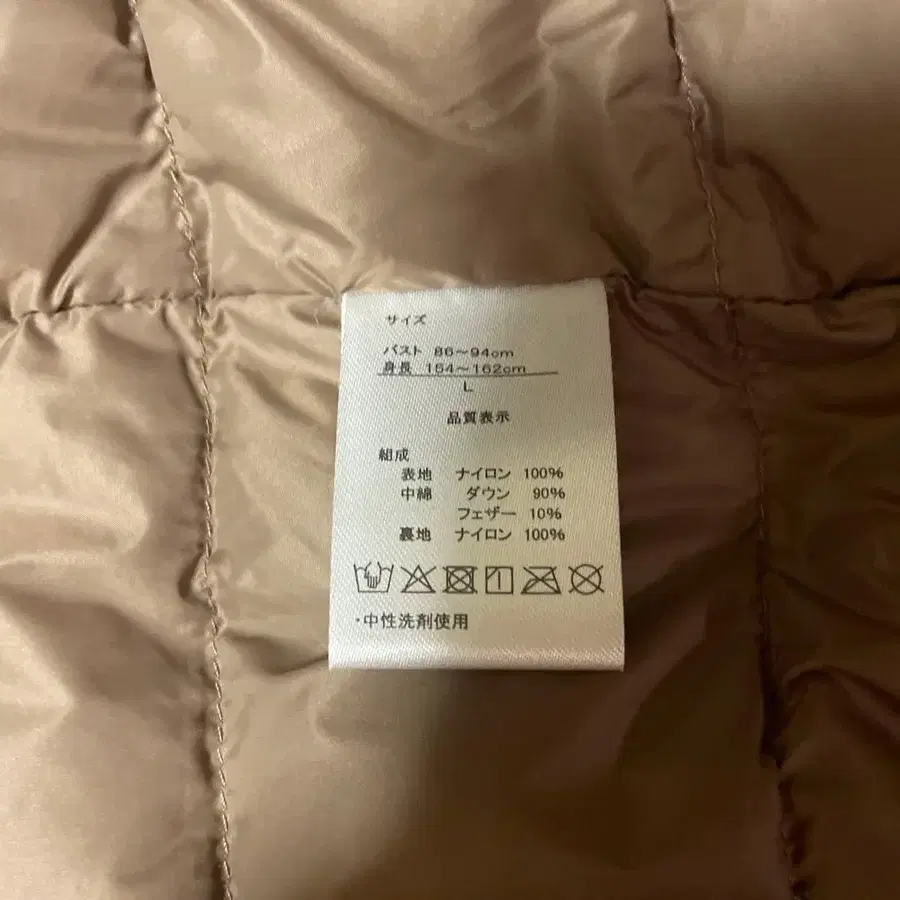 サイズ
バスト 86～94cm
身長 154～162cm
L
品質表示
組成
表地 ナイロン 100%
中綿 ダウン 90%
フェザー 10%
裏地 ナイロン 100%
・中性洗剤使用